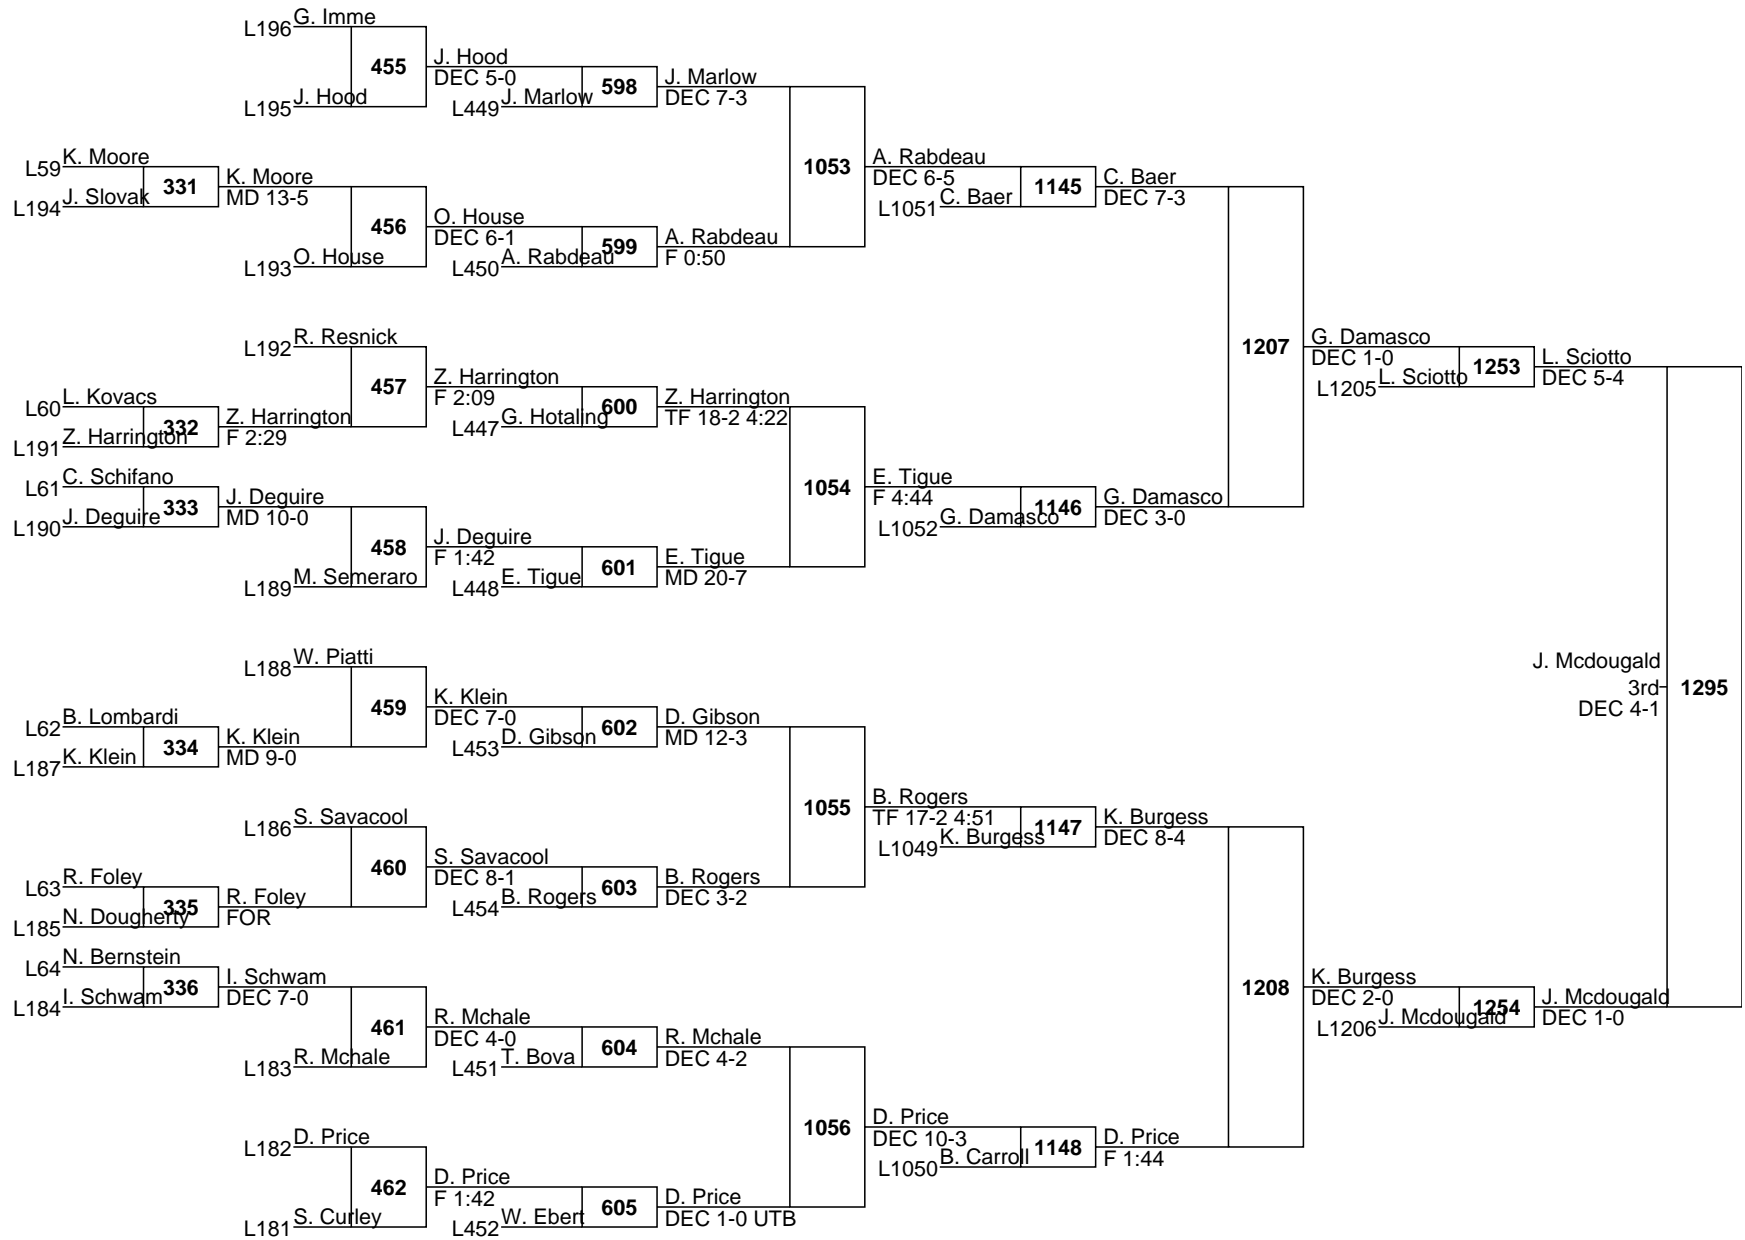 L196 G. Imme
455
J. Hood
DEC 5-0
L195 J. Hood
L449 J. Marlow
598
J. Marlow
DEC 7-3
L59 K. Moore
331
L194 J. Slovak
K. Moore
MD 13-5
456
L193 O. House
O. House
DEC 6-1
L450 A. Rabdeau
599
A. Rabdeau
F 0:50
1053
A. Rabdeau
DEC 6-5
L1051 C. Baer
1145
C. Baer
DEC 7-3
L192 R. Resnick
457
L60 L. Kovacs
332
L191 Z. Harrington
Z. Harrington
F 2:29
Z. Harrington
F 2:09
L447 G. Hotaling
600
Z. Harrington
TF 18-2 4:22
L61 C. Schifano
333
L190 J. Deguire
J. Deguire
MD 10-0
458
L189 M. Semeraro
J. Deguire
F 1:42
L448 E. Tigue
601
E. Tigue
MD 20-7
1054
E. Tigue
F 4:44
L1052 G. Damasco
1146
G. Damasco
DEC 3-0
1207
G. Damasco
DEC 1-0
L1205 L. Sciotto
1253
L. Sciotto
DEC 5-4
L188 W. Piatti
459
L62 B. Lombardi
334
L187 K. Klein
K. Klein
MD 9-0
K. Klein
DEC 7-0
L453 D. Gibson
602
D. Gibson
MD 12-3
L186 S. Savacool
460
L63 R. Foley
335
L185 N. Dougherty
R. Foley
FOR
S. Savacool
DEC 8-1
L454 B. Rogers
603
B. Rogers
DEC 3-2
1055
B. Rogers
TF 17-2 4:51
L1049 K. Burgess
1147
K. Burgess
DEC 8-4
L64 N. Bernstein
336
L184 I. Schwam
I. Schwam
DEC 7-0
461
L183 R. Mchale
R. Mchale
DEC 4-0
L451 T. Bova
604
R. Mchale
DEC 4-2
L182 D. Price
462
L181 S. Curley
D. Price
F 1:42
L452 W. Ebert
605
D. Price
DEC 1-0 UTB
1056
D. Price
DEC 10-3
L1050 B. Carroll
1148
D. Price
F 1:44
1208
K. Burgess
DEC 2-0
L1206 J. Mcdougald
1254
J. Mcdougald
DEC 1-0
J. Mcdougald
3rd
DEC 4-1
1295